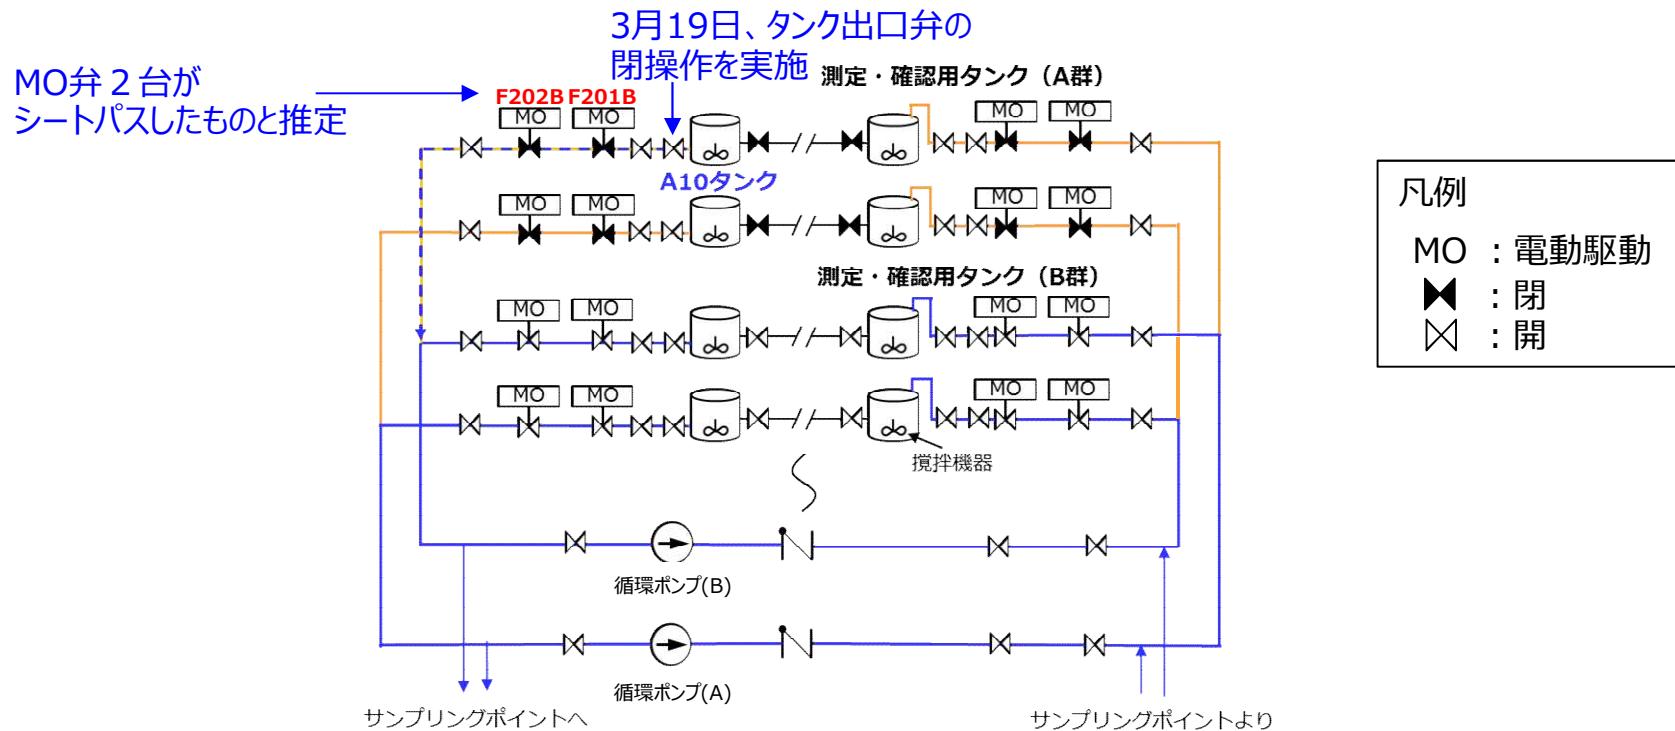 3月19日、タンク出口弁の
閉操作を実施
MO弁２台が
シートパスしたものと推定
測定・確認用タンク（A群）
F202B F201B
MO MO MO MO
A10タンク
MO MO MO MO
測定・確認用タンク（B群）
MO MO MO MO
MO MO MO MO
撹拌機器
循環ポンプ(B)
循環ポンプ(A)
サンプリングポイントへ
サンプリングポイントより
凡例
MO ：電動駆動
：閉
：開